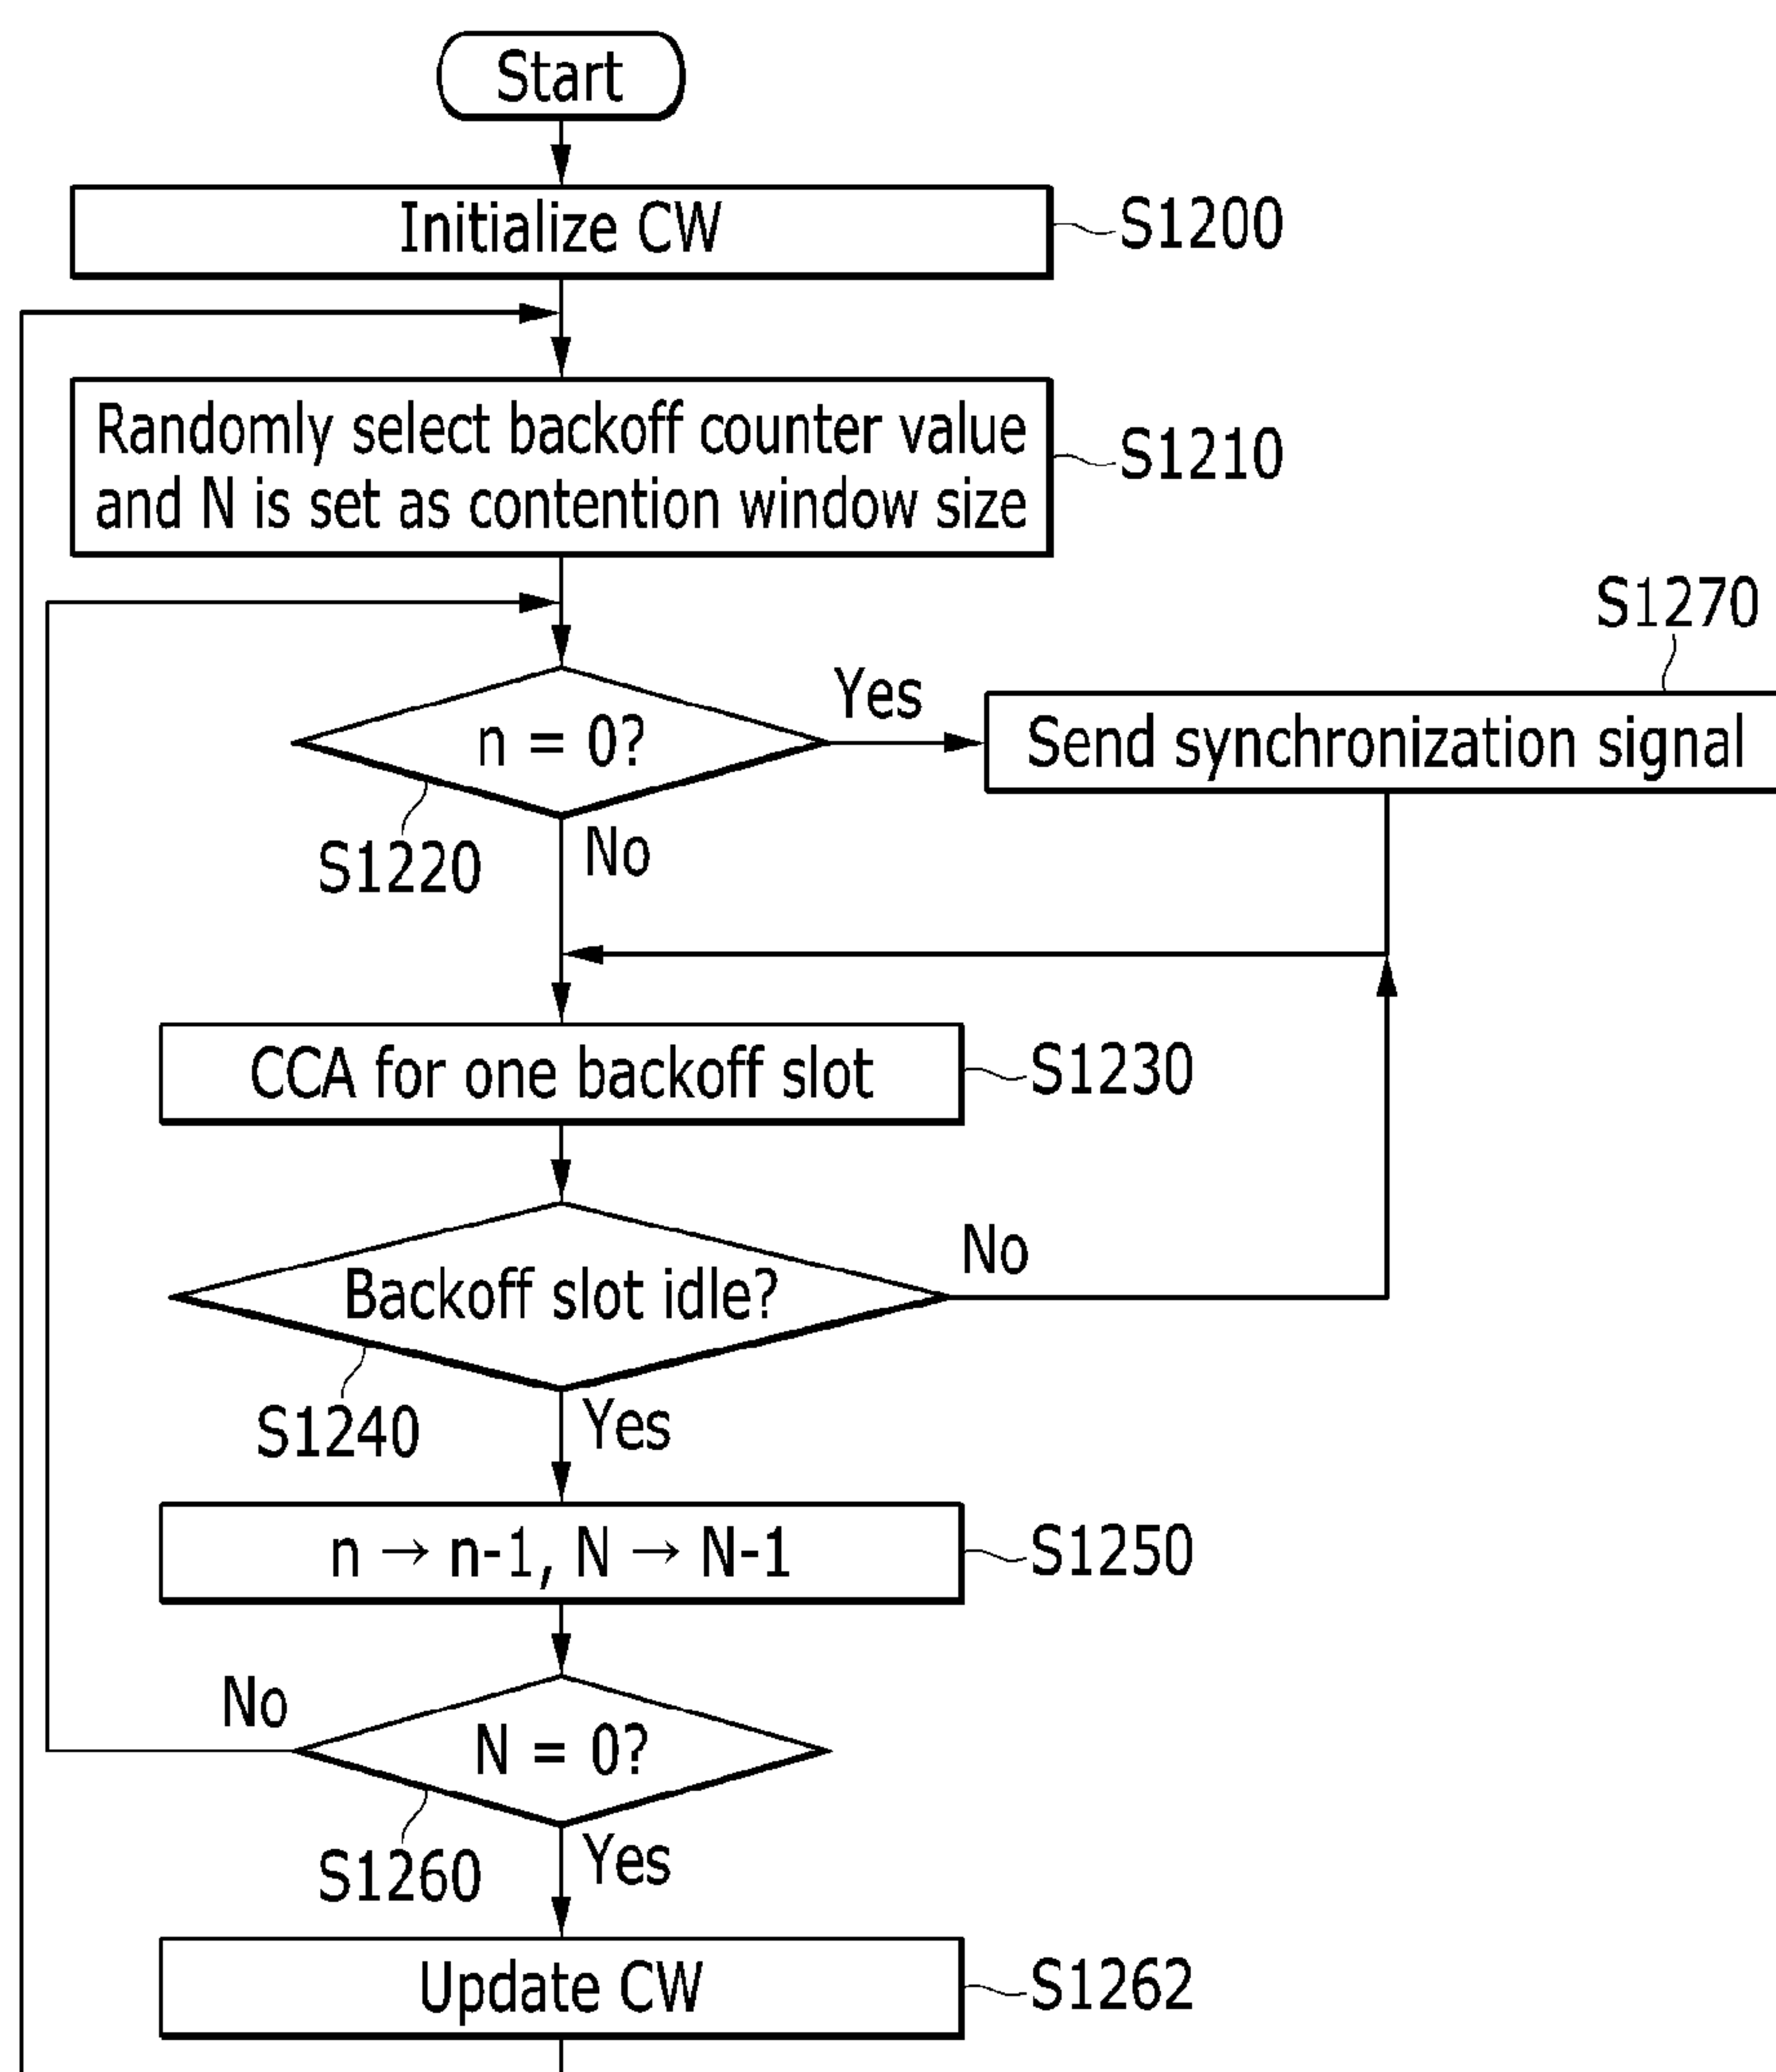 Start
Initialize CW
S1200
Randomly select backoff counter value
and N is set as contention window size
S1210
S1270
n = 0?
Yes
Send synchronization signal
S1220
No
CCA for one backoff slot
S1230
Backoff slot idle?
No
S1240
Yes
n → n-1, N → N-1
S1250
No
N = 0?
S1260
Yes
Update CW
S1262